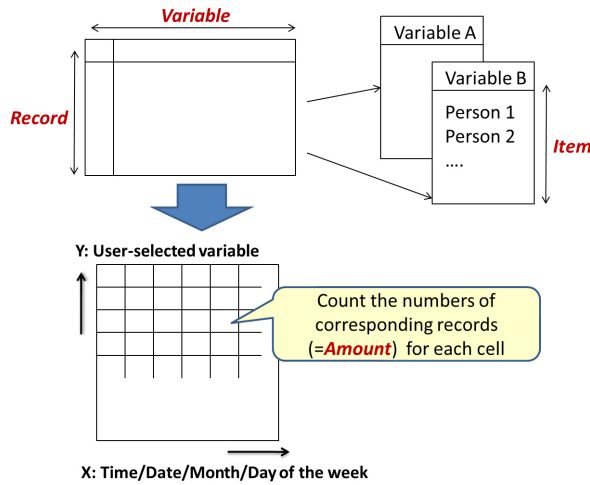 Variable
Record
Variable A
Variable B
Person 1
Person 2
....
Item
Y: User-selected variable
Count the numbers of
corresponding records
(=Amount) for each cell
X: Time/Date/Month/Day of the week